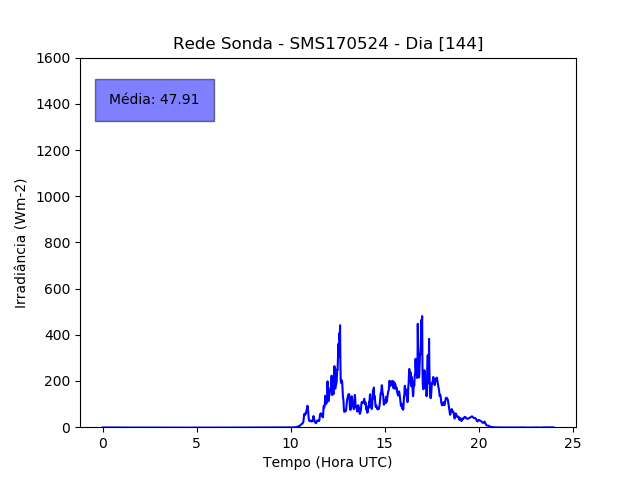 Rede Sonda - SMS170524 - Dia [144]
Média: 47.91
Irradiância (Wm-2)
1600
1400
1200
1000
800
600
400
200
0
0 5 10 15 20 25
Tempo (Hora UTC)